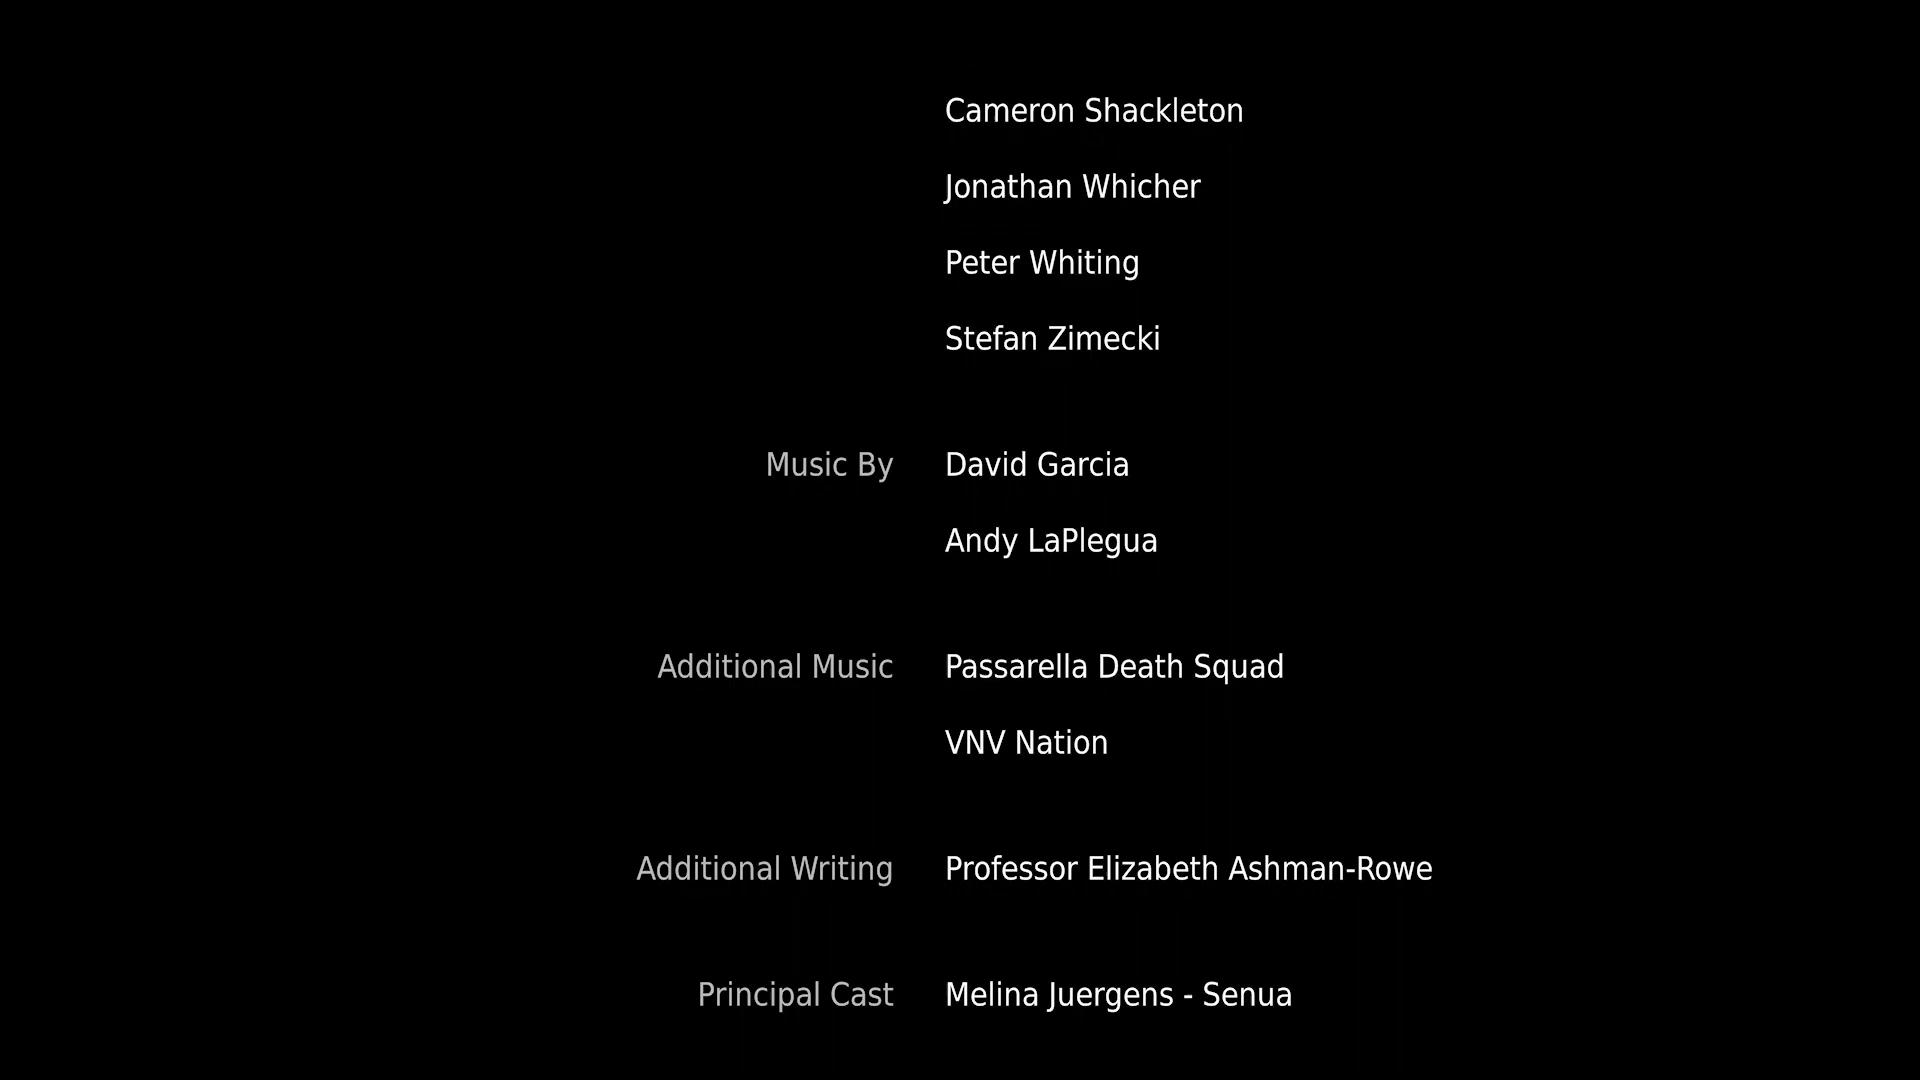 Cameron Shackleton
Jonathan Whicher
Peter Whiting
Stefan Zimecki
Music By David Garcia
Andy LaPlegua
Additional Music Passarella Death Squad
VNV Nation
Additional Writing Professor Elizabeth Ashman-Rowe
Principal Cast Melina Juergens - Senua